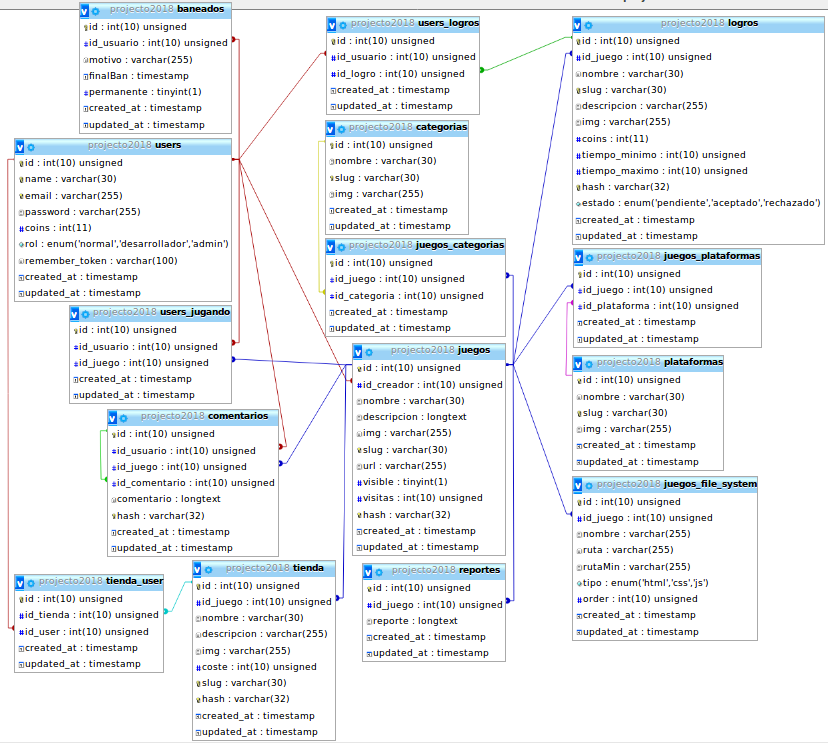 projecto2018 baneados
id : int(10) unsigned
id_usuario : int(10) unsigned
motivo : varchar(255)
finalBan : timestamp
permanente : tinyint(1)
created_at : timestamp
updated_at : timestamp
projecto2018 users
id : int(10) unsigned
name : varchar(30)
email : varchar(255)
password : varchar(255)
coins : int(11)
rol : enum('normal','desarrollador','admin')
remember_token : varchar(100)
created_at : timestamp
updated_at : timestamp
projecto2018 users_jugando
id : int(10) unsigned
id_usuario : int(10) unsigned
id_juego : int(10) unsigned
created_at : timestamp
updated_at : timestamp
projecto2018 comentarios
id : int(10) unsigned
id_usuario : int(10) unsigned
id_juego : int(10) unsigned
id_comentario : int(10) unsigned
comentario : longtext
hash : varchar(32)
created_at : timestamp
updated_at : timestamp
projecto2018 tienda_user
id : int(10) unsigned
id_tienda : int(10) unsigned
id_user : int(10) unsigned
created_at : timestamp
updated_at : timestamp
projecto2018 tienda
id : int(10) unsigned
id_juego : int(10) unsigned
nombre : varchar(30)
descripcion : varchar(255)
img : varchar(255)
coste : int(10) unsigned
slug : varchar(30)
hash : varchar(32)
created_at : timestamp
updated_at : timestamp
projecto2018 users_logros
id : int(10) unsigned
id_usuario : int(10) unsigned
id_logro : int(10) unsigned
created_at : timestamp
updated_at : timestamp
projecto2018 categorias
id : int(10) unsigned
nombre : varchar(30)
slug : varchar(30)
img : varchar(255)
created_at : timestamp
updated_at : timestamp
projecto2018 juegos_categorias
id : int(10) unsigned
id_juego : int(10) unsigned
id_categoria : int(10) unsigned
created_at : timestamp
updated_at : timestamp
projecto2018 juegos
id : int(10) unsigned
id_creador : int(10) unsigned
nombre : varchar(30)
descripcion : longtext
img : varchar(255)
slug : varchar(30)
url : varchar(255)
visible : tinyint(1)
visitas : int(10) unsigned
hash : varchar(32)
created_at : timestamp
updated_at : timestamp
projecto2018 reportes
id : int(10) unsigned
id_juego : int(10) unsigned
reporte : longtext
created_at : timestamp
updated_at : timestamp
projecto2018 logros
id : int(10) unsigned
id_juego : int(10) unsigned
nombre : varchar(30)
slug : varchar(30)
descripcion : varchar(255)
img : varchar(255)
coins : int(11)
tiempo_minimo : int(10) unsigned
tiempo_maximo : int(10) unsigned
hash : varchar(32)
estado : enum('pendiente','aceptado','rechazado')
created_at : timestamp
updated_at : timestamp
projecto2018 juegos_plataformas
id : int(10) unsigned
id_juego : int(10) unsigned
id_plataforma : int(10) unsigned
created_at : timestamp
updated_at : timestamp
projecto2018 plataformas
id : int(10) unsigned
nombre : varchar(30)
slug : varchar(30)
img : varchar(255)
created_at : timestamp
updated_at : timestamp
projecto2018 juegos_file_system
id : int(10) unsigned
id_juego : int(10) unsigned
nombre : varchar(255)
ruta : varchar(255)
rutaMin : varchar(255)
tipo : enum('html','css','js')
order : int(10) unsigned
created_at : timestamp
updated_at : timestamp